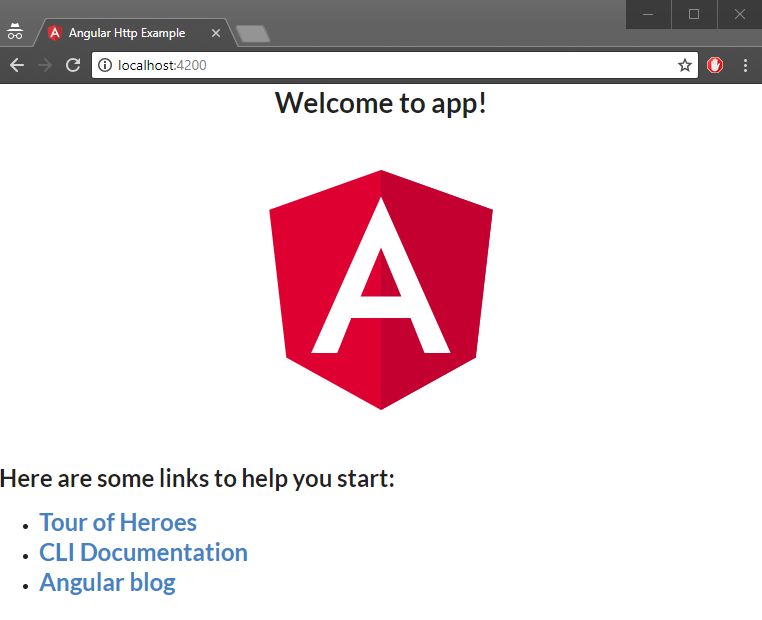 Angular Http Example
localhost:4200
Welcome to app!
A
Here are some links to help you start:
Tour of Heroes
CLI Documentation
Angular blog